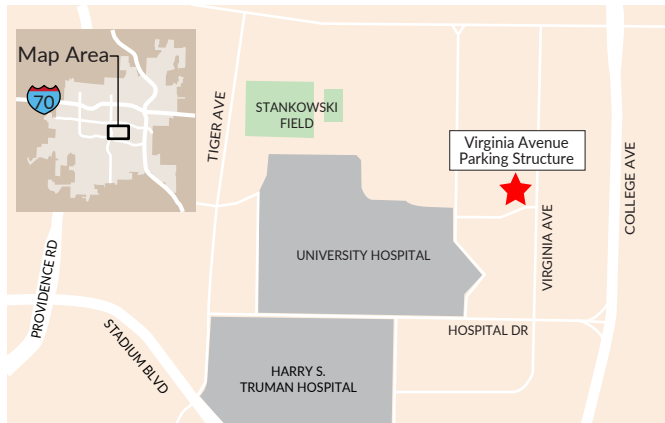 Map Area
70
TIGER AVE
STANKOWSKI
FIELD
Virginia Avenue
Parking Structure
COLLEGE AVE
VIRGINIA AVE
UNIVERSITY HOSPITAL
PROVIDENCE RD
STADIUM BLVD
HOSPITAL DR
HARRY S.
TRUMAN HOSPITAL